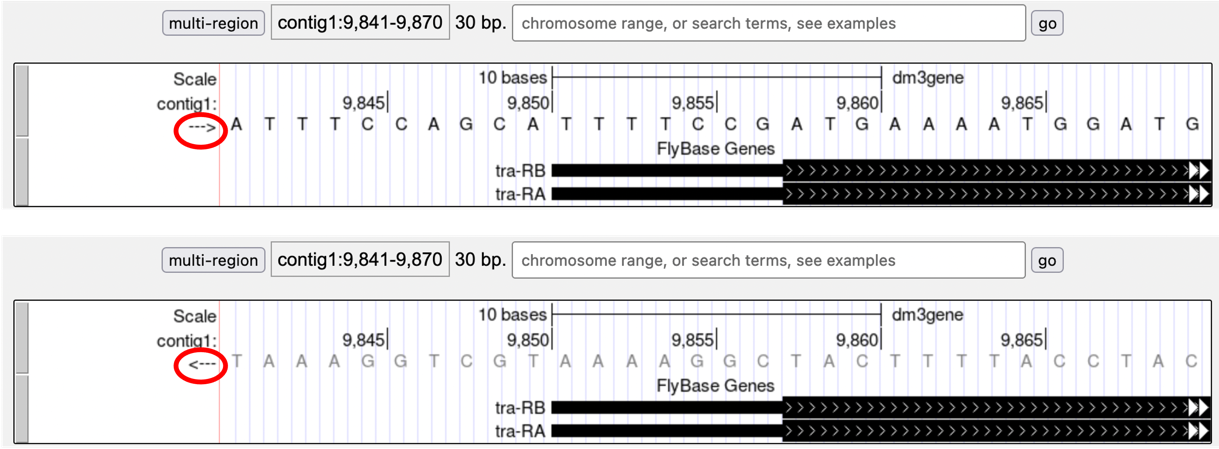 multi-region contig1:9,841-9,870 30 bp. chromosome range, or search terms, see examples go
Scale 10 bases dm3gene
contig1: 9,845 9,850 9,855 9,860 9,865
---> A T T T C C A G C A T T T T C C G A T G A A A A T G G A T G
FlyBase Genes
tra-RB
tra-RA
multi-region contig1:9,841-9,870 30 bp. chromosome range, or search terms, see examples go
Scale 10 bases dm3gene
contig1: 9,845 9,850 9,855 9,860 9,865
<--- T A A A G G T C G T A A A A G G C T A C T T T T A C C T A C
FlyBase Genes
tra-RB
tra-RA